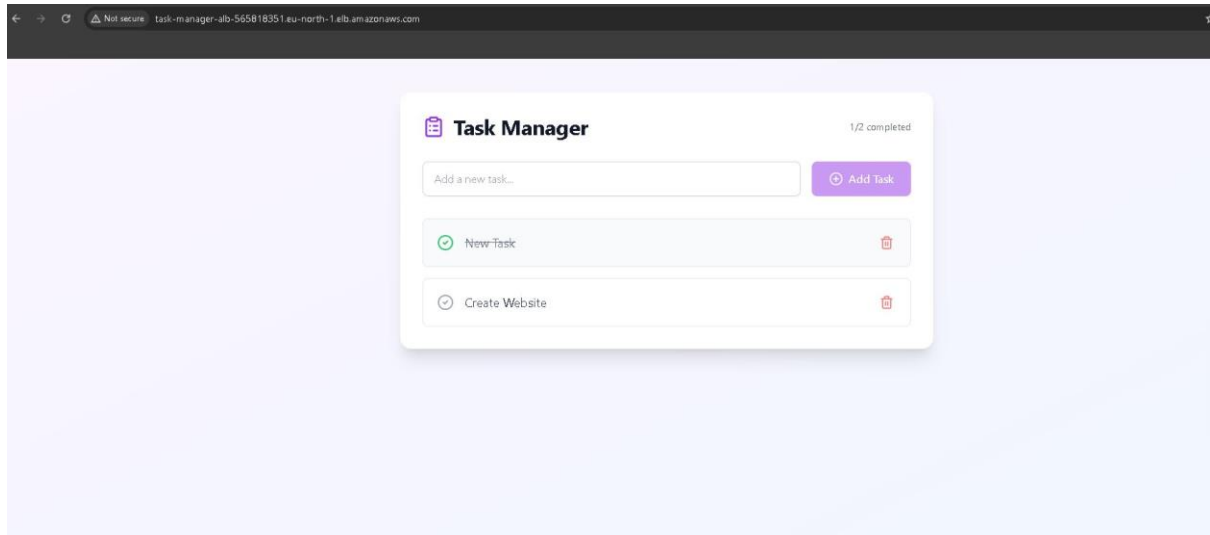 Not secure task-manager-alb-565818351.eu-north-1.elb.amazonaws.com
Task Manager 1/2 completed
Add a new task... Add Task
New Task
Create Website